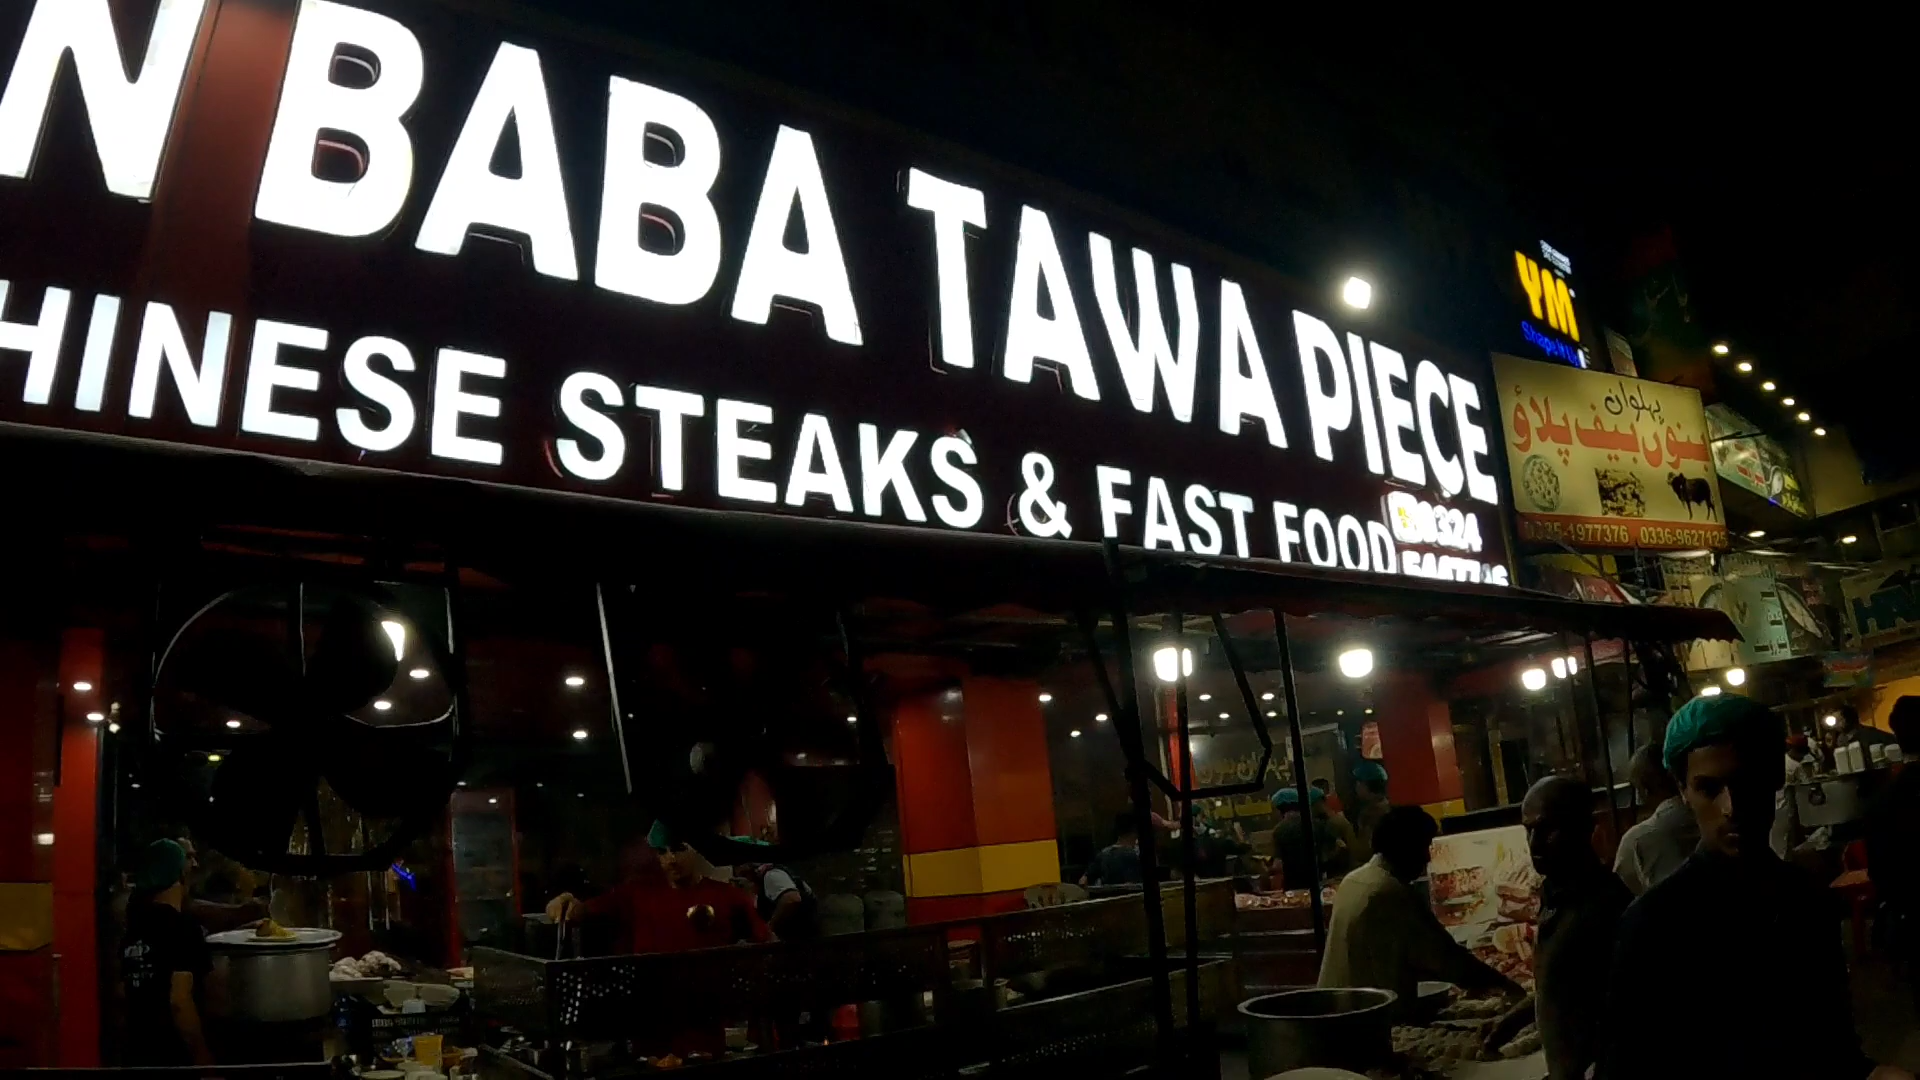 N BABA TAWA PIECE
HINESE STEAKS & FAST FOOD
0324
YM
پہلوان
بنوں بیف پلاؤ
0335-1977376 0336-9627125